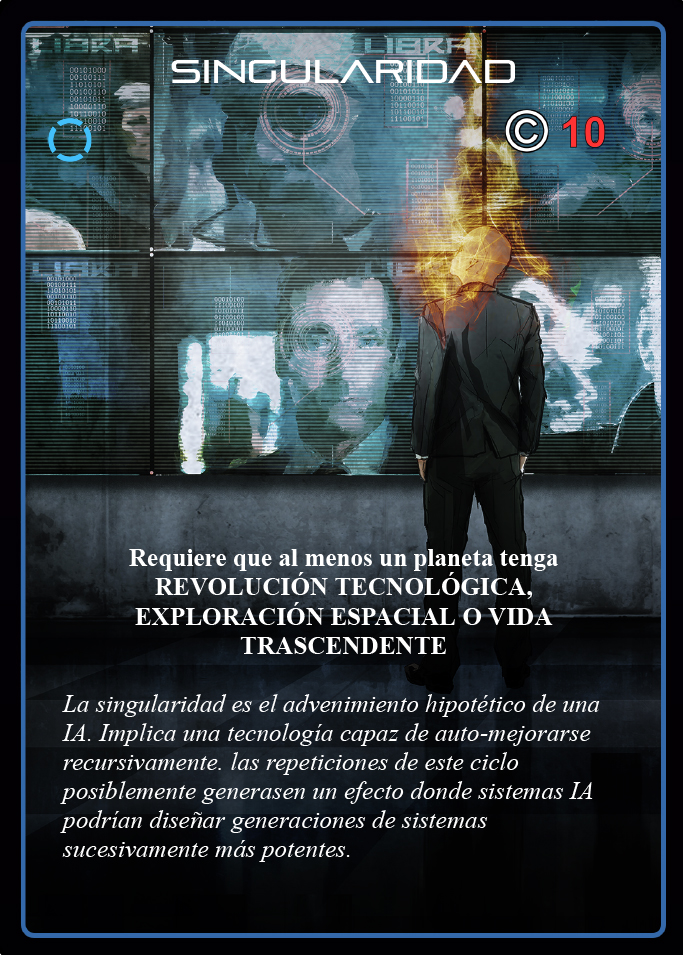 LIBRA
LIBRA
SINGULARIDAD
© 10
LIBRA
LIBRA
Requiere que al menos un planeta tenga
REVOLUCIÓN TECNOLÓGICA,
EXPLORACIÓN ESPACIAL O VIDA
TRASCENDENTE
La singularidad es el advenimiento hipotético de una
IA. Implica una tecnología capaz de auto-mejorarse
recursivamente. las repeticiones de este ciclo
posiblemente generasen un efecto donde sistemas IA
podrían diseñar generaciones de sistemas
sucesivamente más potentes.